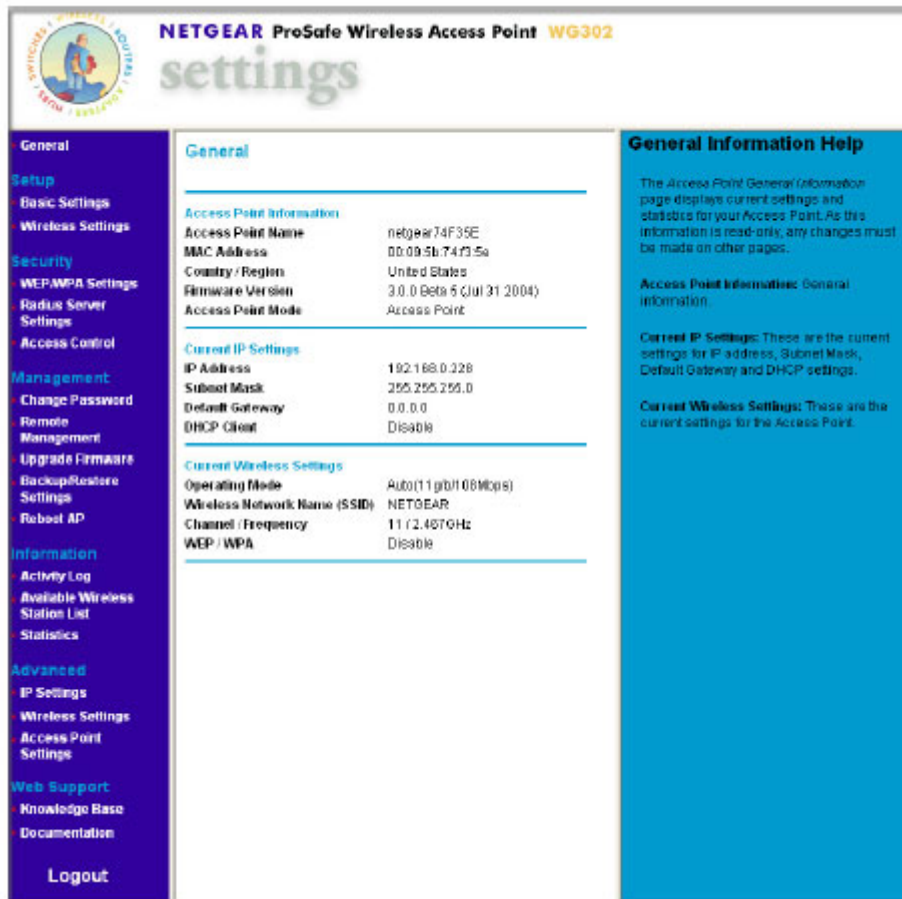 SWITCHES / WIRELESS / ROUTERS / ADAPTERS / HUBS /
NETGEAR ProSafe Wireless Access Point WG302
settings
General
Setup
Basic Settings
Wireless Settings
Security
WEP/WPA Settings
Radius Server
Settings
Access Control
Management
Change Password
Remote
Management
Upgrade Firmware
Backup/Restore
Settings
Reboot AP
Information
Activity Log
Available Wireless
Station List
Statistics
Advanced
IP Settings
Wireless Settings
Access Point
Settings
Web Support
Knowledge Base
Documentation
Logout
General
Access Point Information
Access Point Name netgear74F35E
MAC Address 00:09:5b:74:f3:5e
Country / Region United States
Firmware Version 3.0.0 Beta 5 (Jul 31 2004)
Access Point Mode Access Point
Current IP Settings
IP Address 192.168.0.228
Subnet Mask 255.255.255.0
Default Gateway 0.0.0.0
DHCP Client Disable
Current Wireless Settings
Operating Mode Auto(11g/b/108Mbps)
Wireless Network Name (SSID) NETGEAR
Channel / Frequency 11 / 2.467GHz
WEP / WPA Disable
General Information Help
The Access Point General Information
page displays current settings and
statistics for your Access Point. As this
information is read-only, any changes must
be made on other pages.
Access Point Information: General
information.
Current IP Settings: These are the current
settings for IP address, Subnet Mask,
Default Gateway and DHCP settings.
Current Wireless Settings: These are the
current settings for the Access Point.